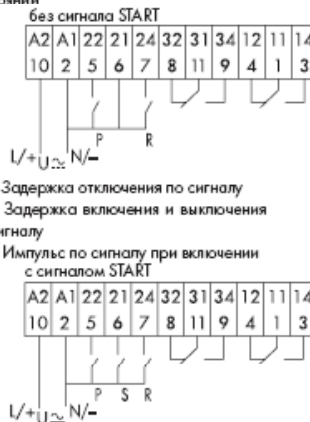 без сигнала START
A2 A1 22 21 24 32 31 34 12 11 14
10 2 5 6 7 8 11 9 4 1 3
P R
L/+ U≂ N/–
Задержка отключения по сигналу
Задержка включения и выключения
Импульс по сигналу при включении
с сигналом START
A2 A1 22 21 24 32 31 34 12 11 14
10 2 5 6 7 8 11 9 4 1 3
P S R
L/+ U≂ N/–